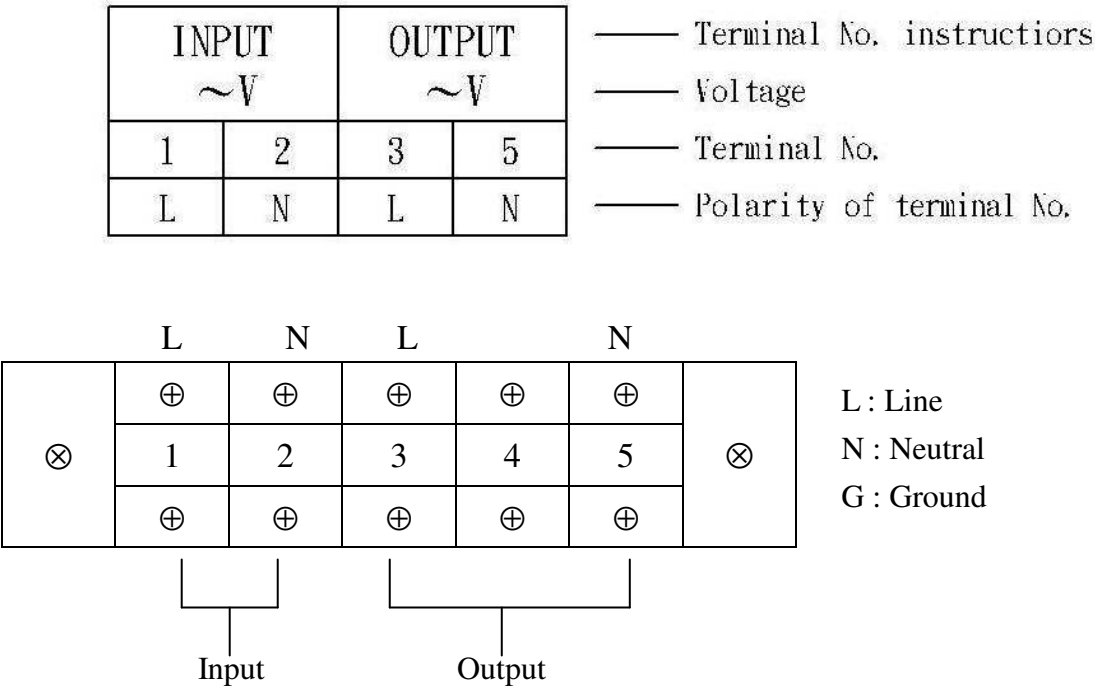 INPUT OUTPUT Terminal No. instructiors
~V ~V Voltage
1 2 3 5 Terminal No.
L N L N Polarity of terminal No.
L N L N
L : Line
1 2 3 4 5 N : Neutral
G : Ground
Input Output